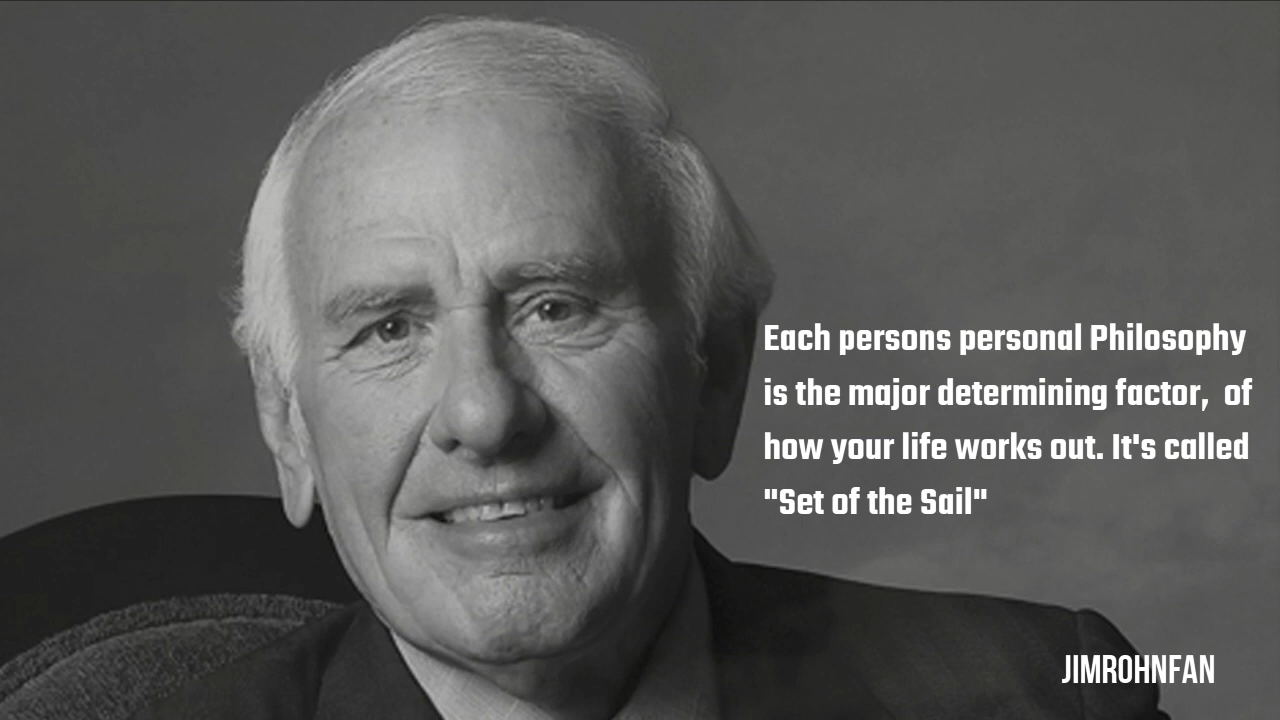 Each persons personal Philosophy
is the major determining factor,  of
how your life works out. It's called
"Set of the Sail"
JIMROHNFAN